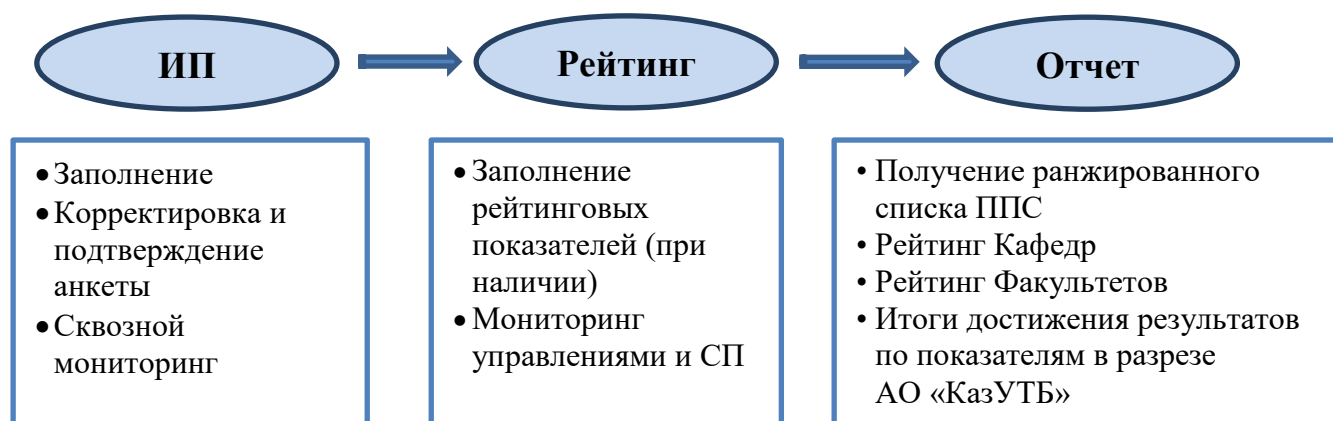 ИП
Рейтинг
Отчет
•Заполнение
•Корректировка и
подтверждение
анкеты
•Сквозной
мониторинг
•Заполнение
рейтинговых
показателей (при
наличии)
•Мониторинг
управлениями и СП
• Получение ранжированного
списка ППС
• Рейтинг Кафедр
• Рейтинг Факультетов
• Итоги достижения результатов
по показателям в разрезе
АО «КазУТБ»